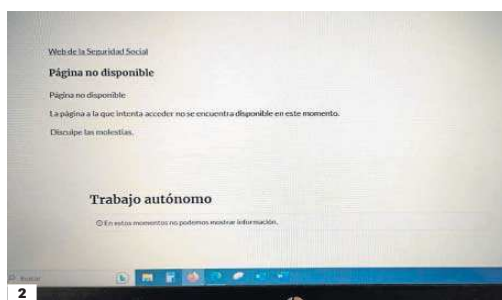 Web de la Seguridad Social
Página no disponible
Página no disponible
La página a la que intenta acceder no se encuentra disponible en este momento.
Disculpe las molestias.
Trabajo autónomo
En estos momentos no podemos mostrar información.
Buscar
2